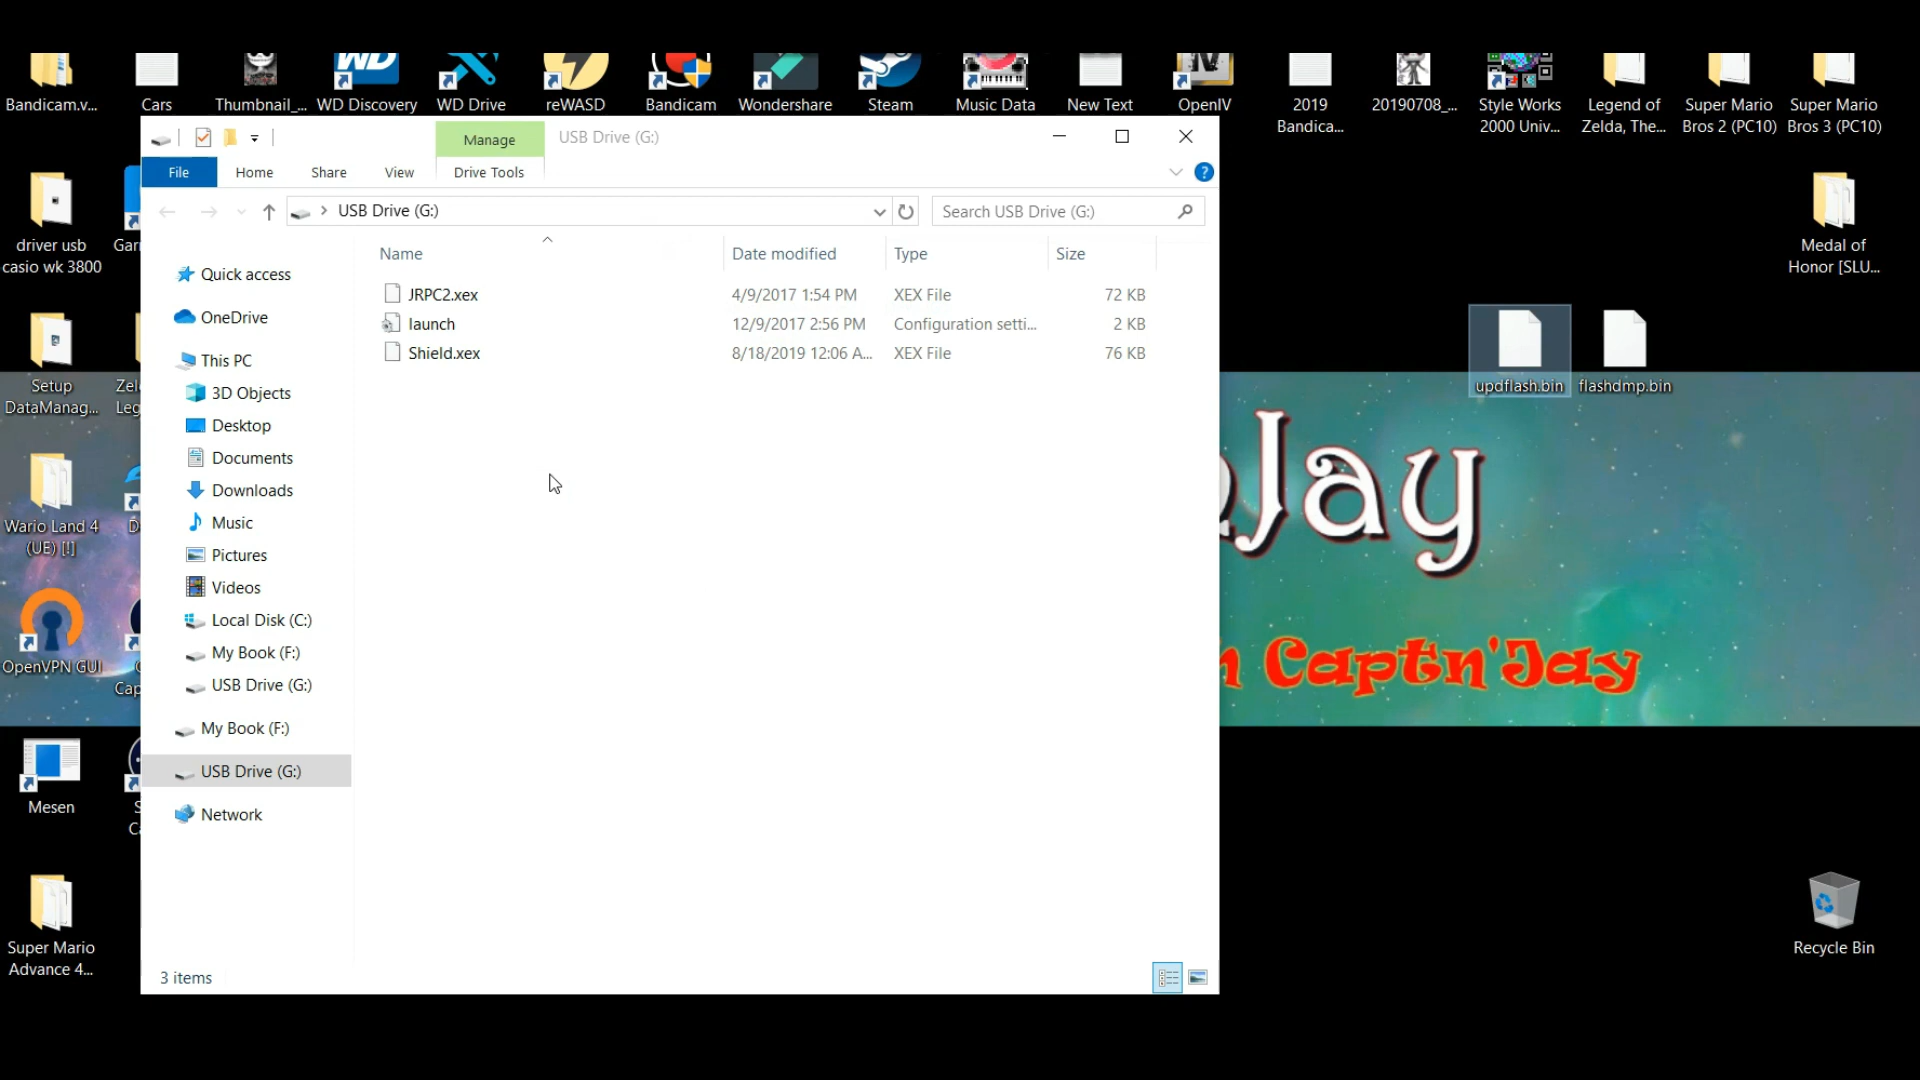 Bandicam.v...
Cars
Thumbnail_...
WD Discovery
WD Drive
reWASD
Bandicam
Wondershare
Steam
Music Data
New Text
OpenIV
2019
Bandica...
20190708_...
Style Works
2000 Univ...
Legend of
Zelda, The...
Super Mario
Bros 2 (PC10)
Super Mario
Bros 3 (PC10)
Manage
USB Drive (G:)
File
Home
Share
View
Drive Tools
USB Drive (G:)
Search USB Drive (G:)
Name
Date modified
Type
Size
JRPC2.xex
4/9/2017 1:54 PM
XEX File
72 KB
launch
12/9/2017 2:56 PM
Configuration setti...
2 KB
Shield.xex
8/18/2019 12:06 A...
XEX File
76 KB
Quick access
OneDrive
This PC
3D Objects
Desktop
Documents
Downloads
Music
Pictures
Videos
Local Disk (C:)
My Book (F:)
USB Drive (G:)
My Book (F:)
USB Drive (G:)
Network
3 items
driver usb
casio wk 3800
Setup
DataManag...
Wario Land 4
(UE) [!]
OpenVPN GUI
Mesen
Super Mario
Advance 4...
Gar
Zel
Leg
Cap
Medal of
Honor [SLU...
updflash.bin
flashdmp.bin
Jay
Captn'Jay
Recycle Bin